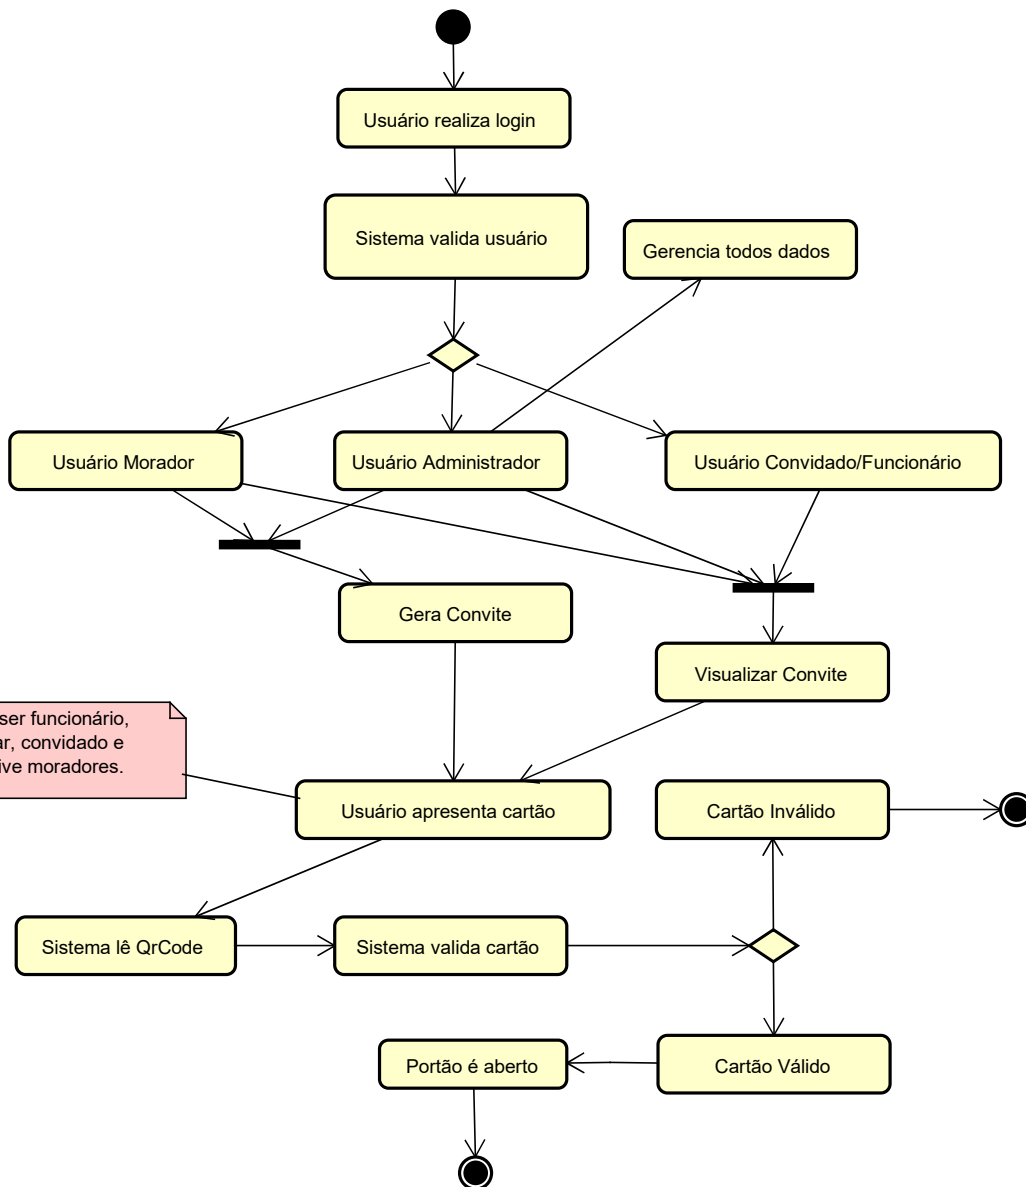 Usuário realiza login
Sistema valida usuário
Gerencia todos dados
Usuário Morador
Usuário Administrador
Usuário Convidado/Funcionário
Gera Convite
Visualizar Convite
ser funcionário,
convidado e
moradores.
Usuário apresenta cartão
Cartão Inválido
Sistema lê QrCode
Sistema valida cartão
Portão é aberto
Cartão Válido